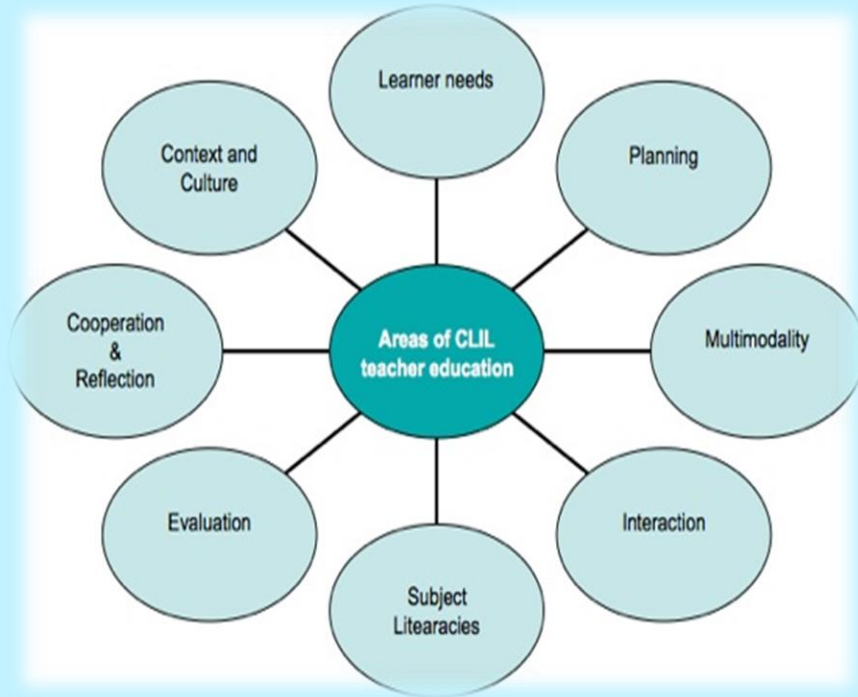 Learner needs
Planning
Multimodality
Interaction
Subject
Litearacies
Evaluation
Cooperation
&
Reflection
Context and
Culture
Areas of CLIL
teacher education